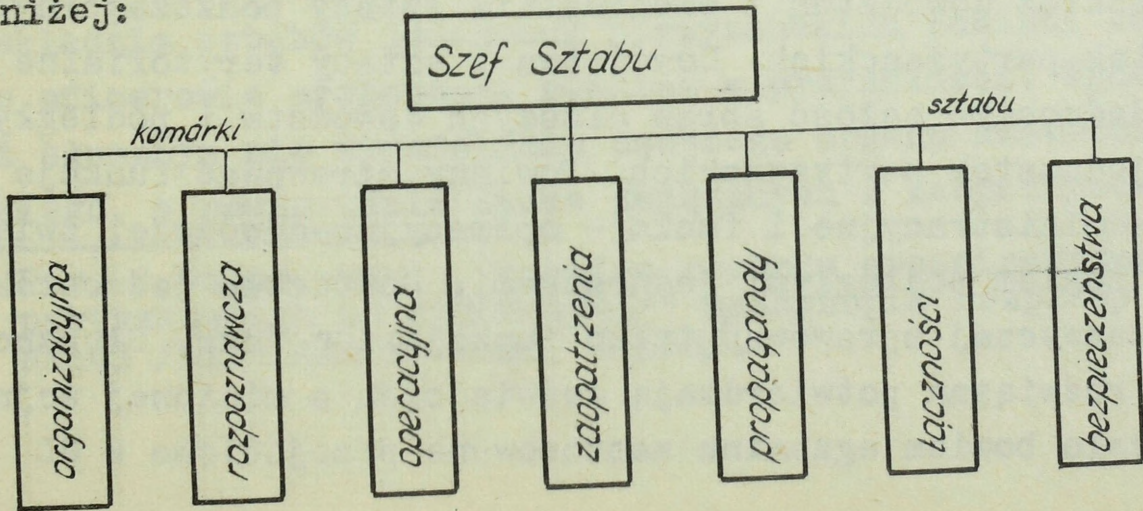 niżej:
Szef Sztabu
komórki
sztabu
organizacyjna
rozpoznawcza
operacyjna
zaopatrzenia
propagandy
łączności
bezpieczeństwa